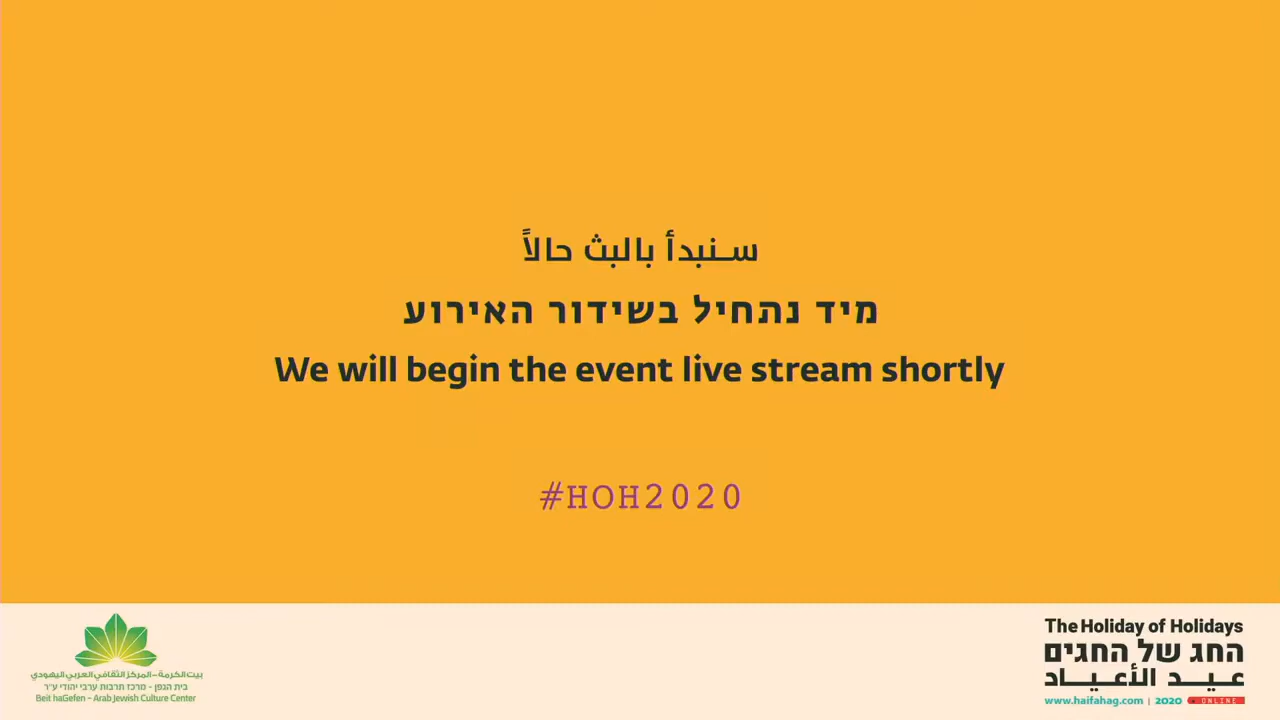 سنبدأ بالبث حالاً
מיד נתחיל בשידור האירוע
We will begin the event live stream shortly
#HOH2020
بيت الكرمة - المركز الثقافي العربي اليهودي
בית הגפן - מרכז תרבות ערבי יהודי ע"ר
Beit haGefen - Arab Jewish Culture Center
The Holiday of Holidays
החג של החגים
عيد الأعياد
www.haifahag.com | 2020 ONLINE